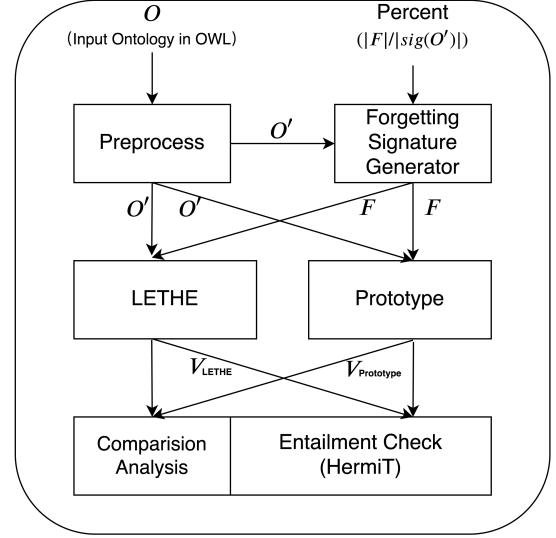 O
(Input Ontology in OWL)
Percent
(|F|/|sig(O′)|)
Preprocess
O′
Forgetting
Signature
Generator
O′
O′
F
F
LETHE
Prototype
V_LETHE
V_Prototype
Comparision
Analysis
Entailment Check
(HermiT)